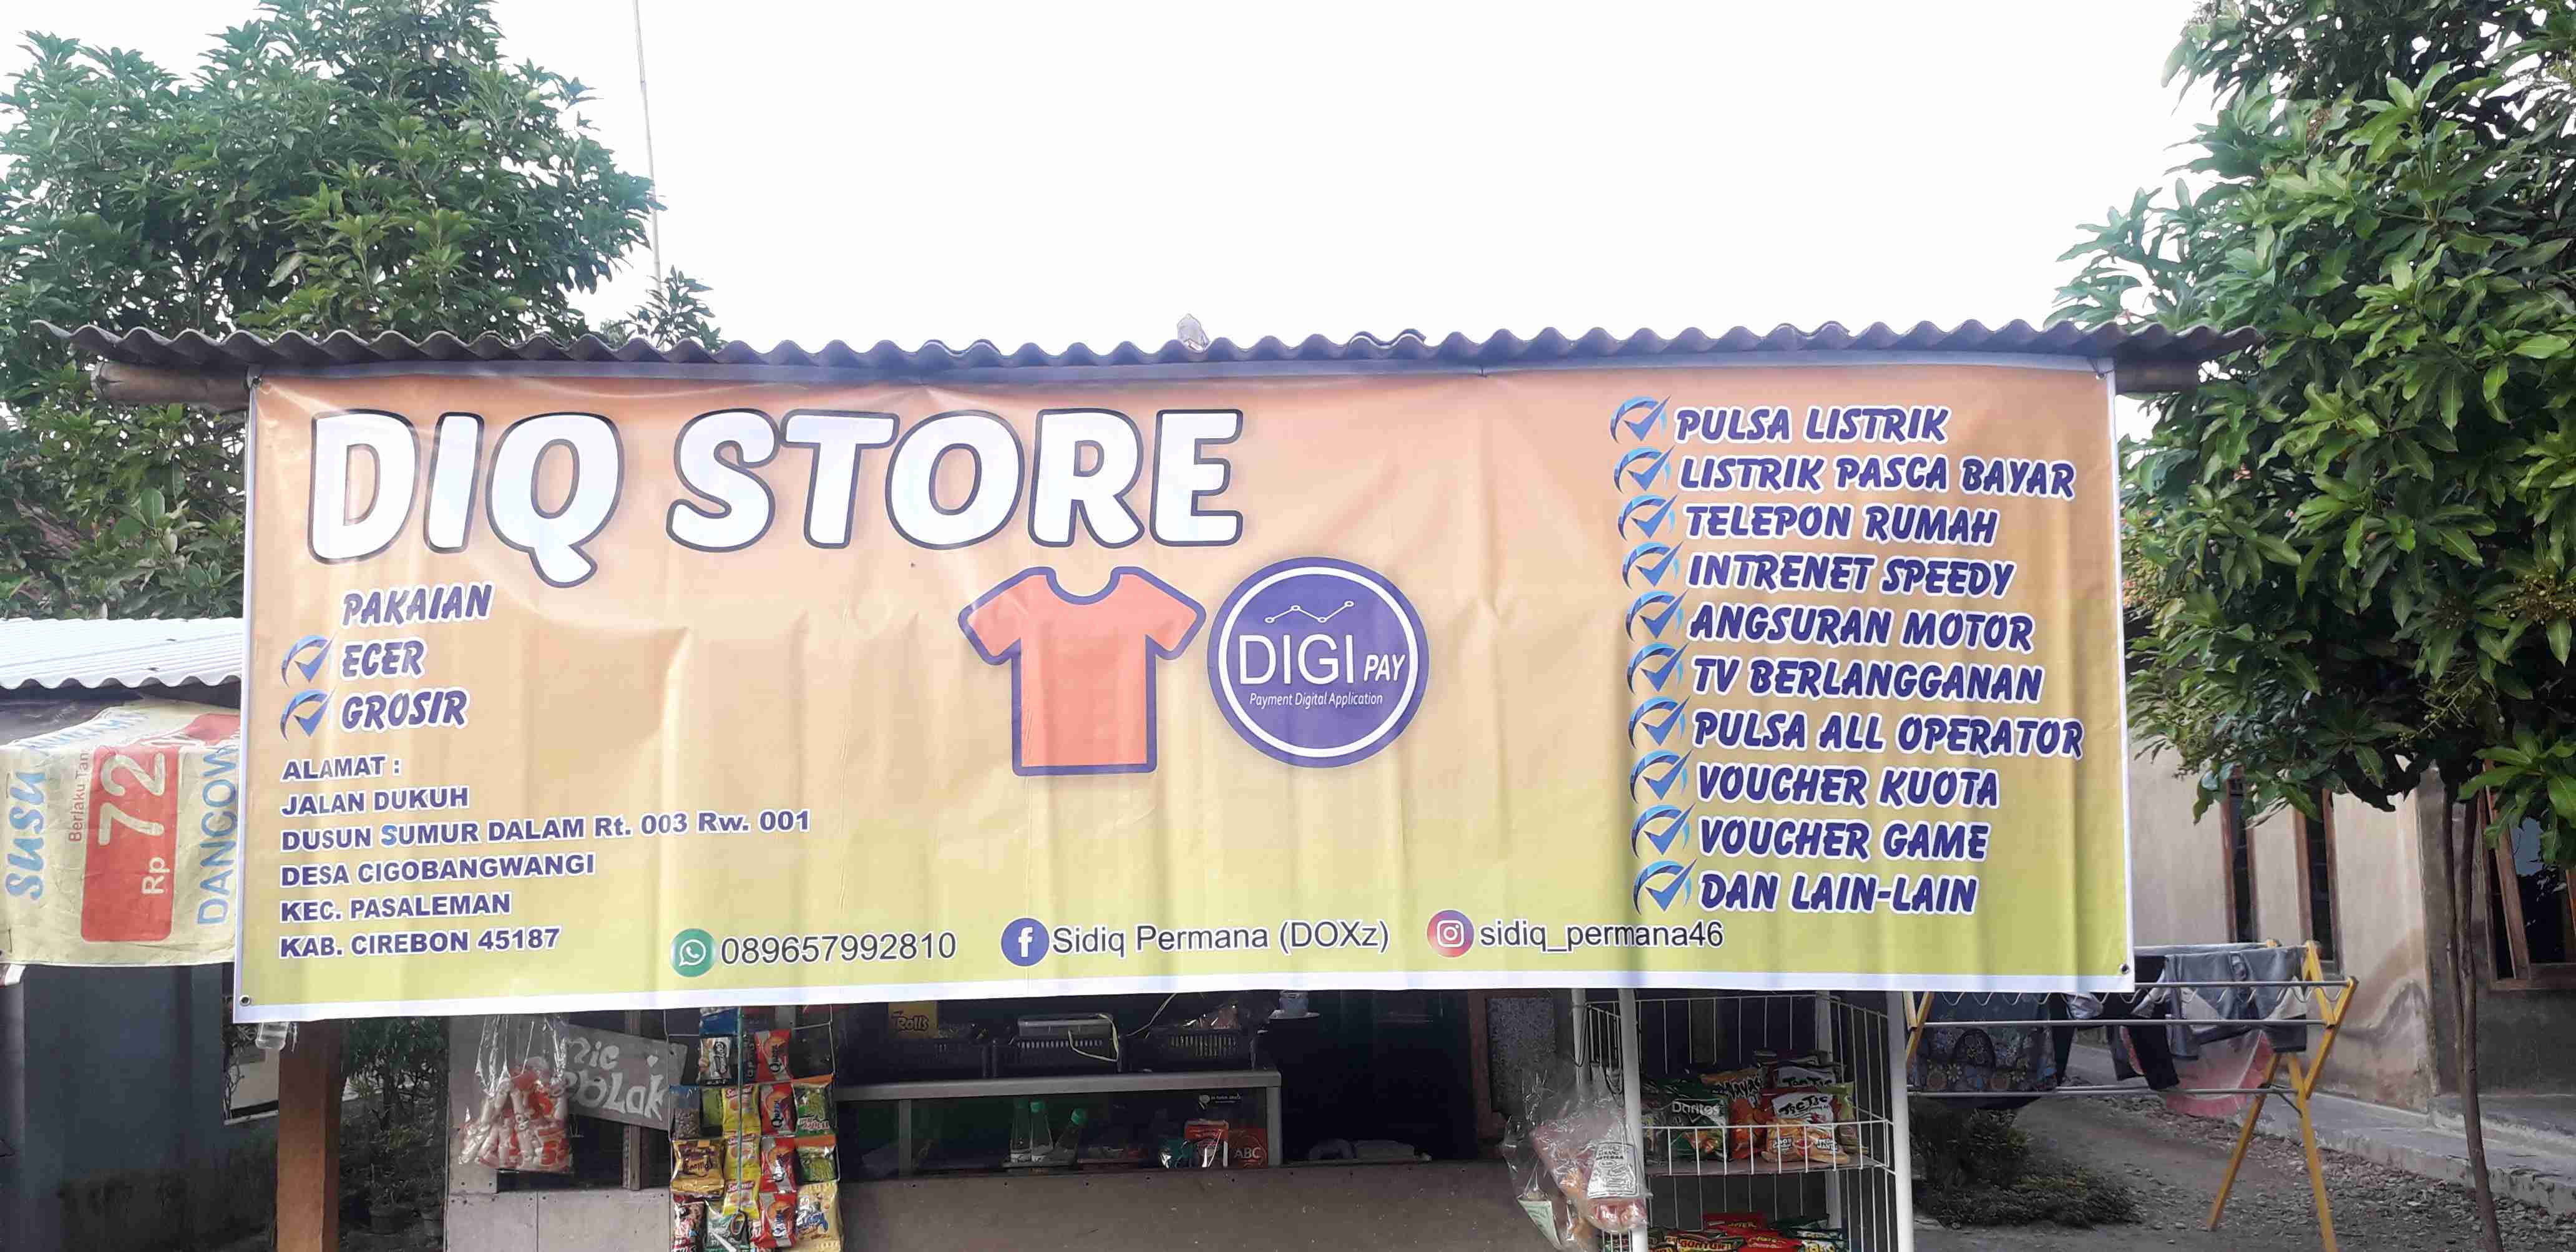 DIQ STORE
PAKAIAN
ECER
GROSIR
ALAMAT :
JALAN DUKUH
DUSUN SUMUR DALAM Rt. 003 Rw. 001
DESA CIGOBANGWANGI
KEC. PASALEMAN
KAB. CIREBON 45187
DIGI PAY
Payment Digital Application
089657992810
Sidiq Permana (DOXz)
sidiq_permana46
PULSA LISTRIK
LISTRIK PASCA BAYAR
TELEPON RUMAH
INTRENET SPEEDY
ANGSURAN MOTOR
TV BERLANGGANAN
PULSA ALL OPERATOR
VOUCHER KUOTA
VOUCHER GAME
DAN LAIN-LAIN
SUSU
Rp 72
DANCOW
Rolls
Doritos
TicTic
ABC